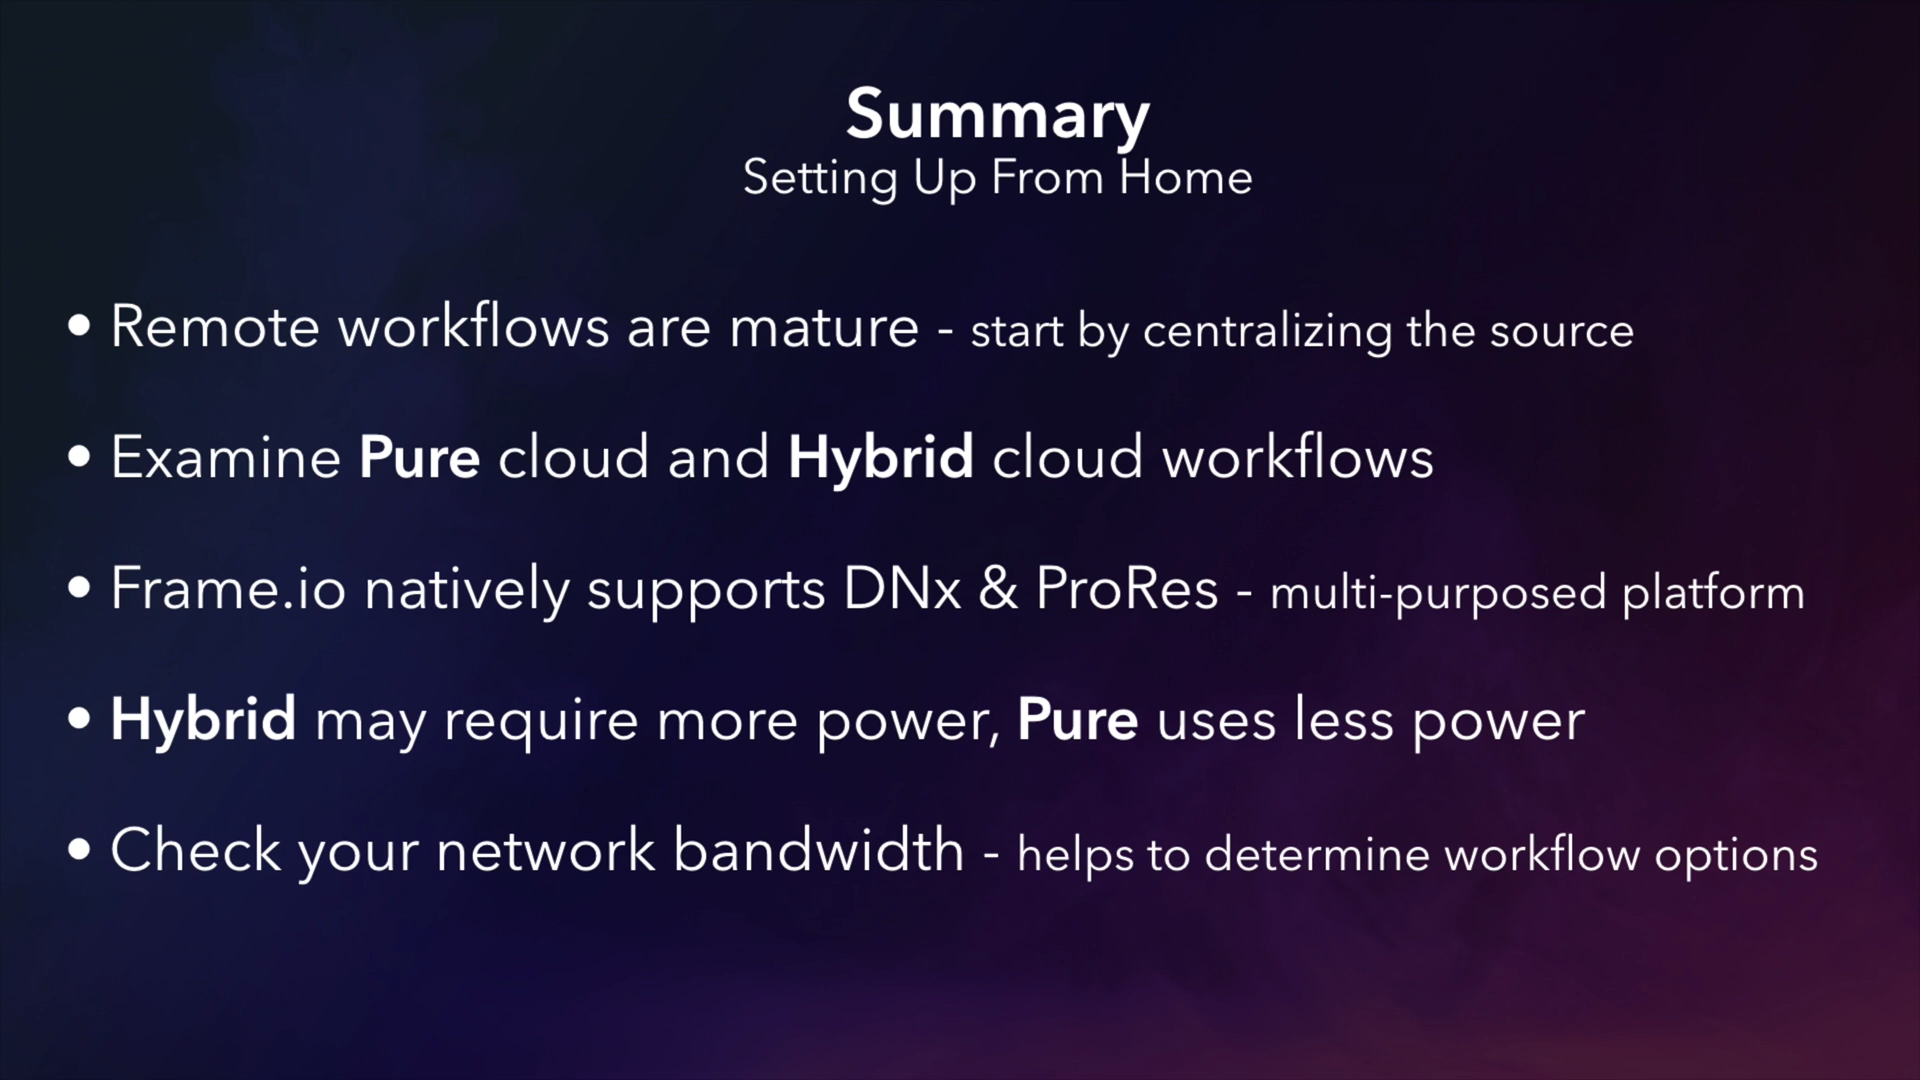 Summary
Setting Up From Home
• Remote workflows are mature - start by centralizing the source
• Examine Pure cloud and Hybrid cloud workflows
• Frame.io natively supports DNx & ProRes - multi-purposed platform
• Hybrid may require more power, Pure uses less power
• Check your network bandwidth - helps to determine workflow options